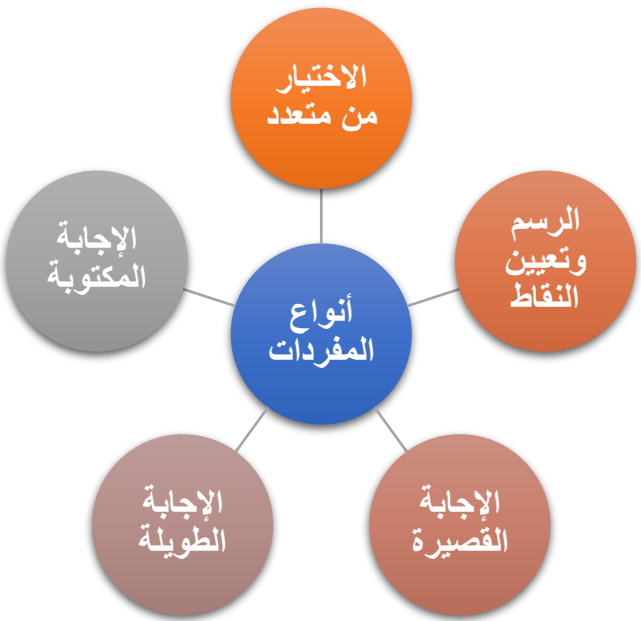 الاختيار
من متعدد
الرسم
وتعيين
النقاط
الإجابة
القصيرة
الإجابة
الطويلة
الإجابة
المكتوبة
أنواع
المفردات